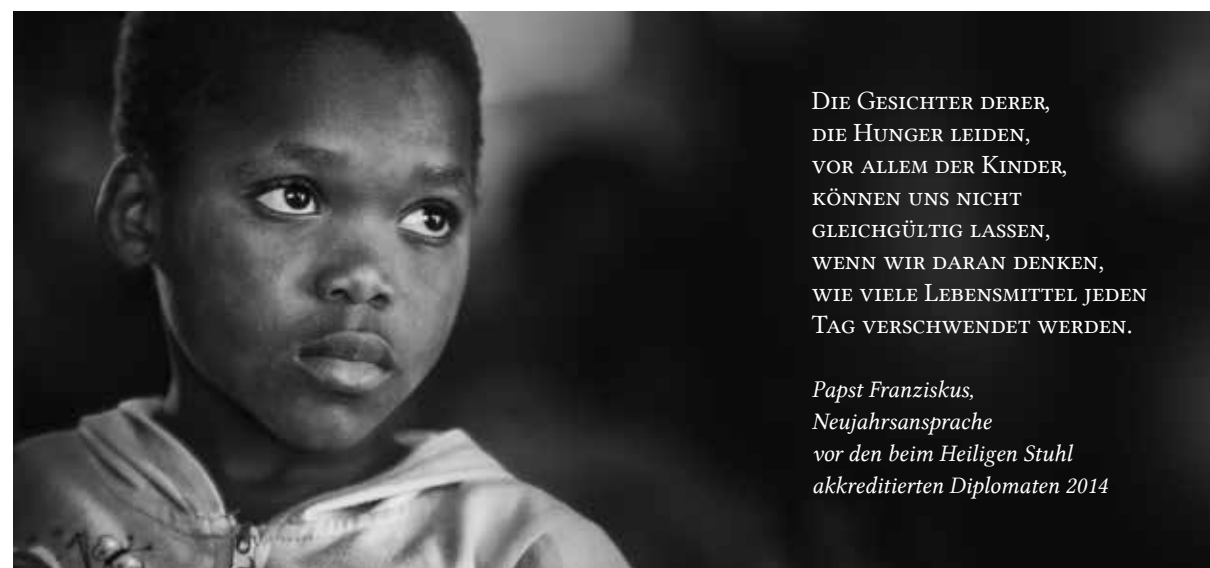 Die Gesichter derer,
die Hunger leiden,
vor allem der Kinder,
können uns nicht
gleichgültig lassen,
wenn wir daran denken,
wie viele Lebensmittel jeden
Tag verschwendet werden.
Papst Franziskus,
Neujahrsansprache
vor den beim Heiligen Stuhl
akkreditierten Diplomaten 2014